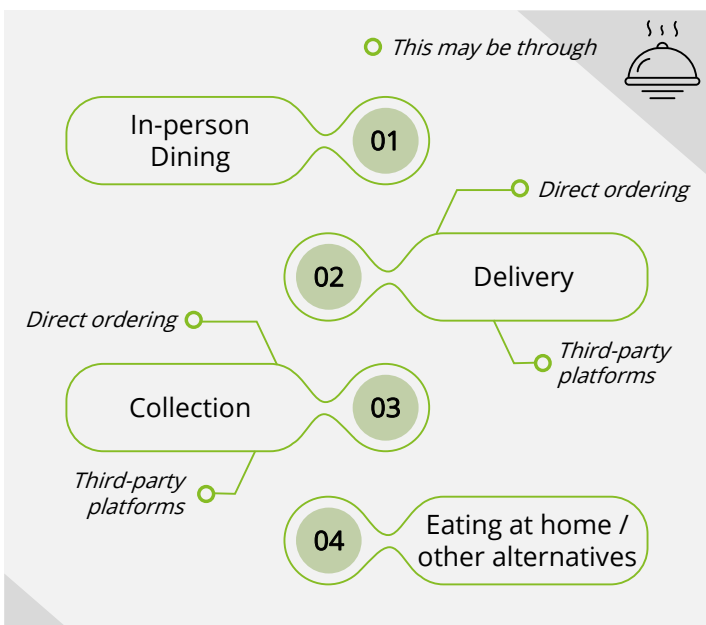 This may be through
In-person
Dining
01
Direct ordering
02
Delivery
Direct ordering
Third-party
platforms
Collection
03
Third-party
platforms
04
Eating at home /
other alternatives